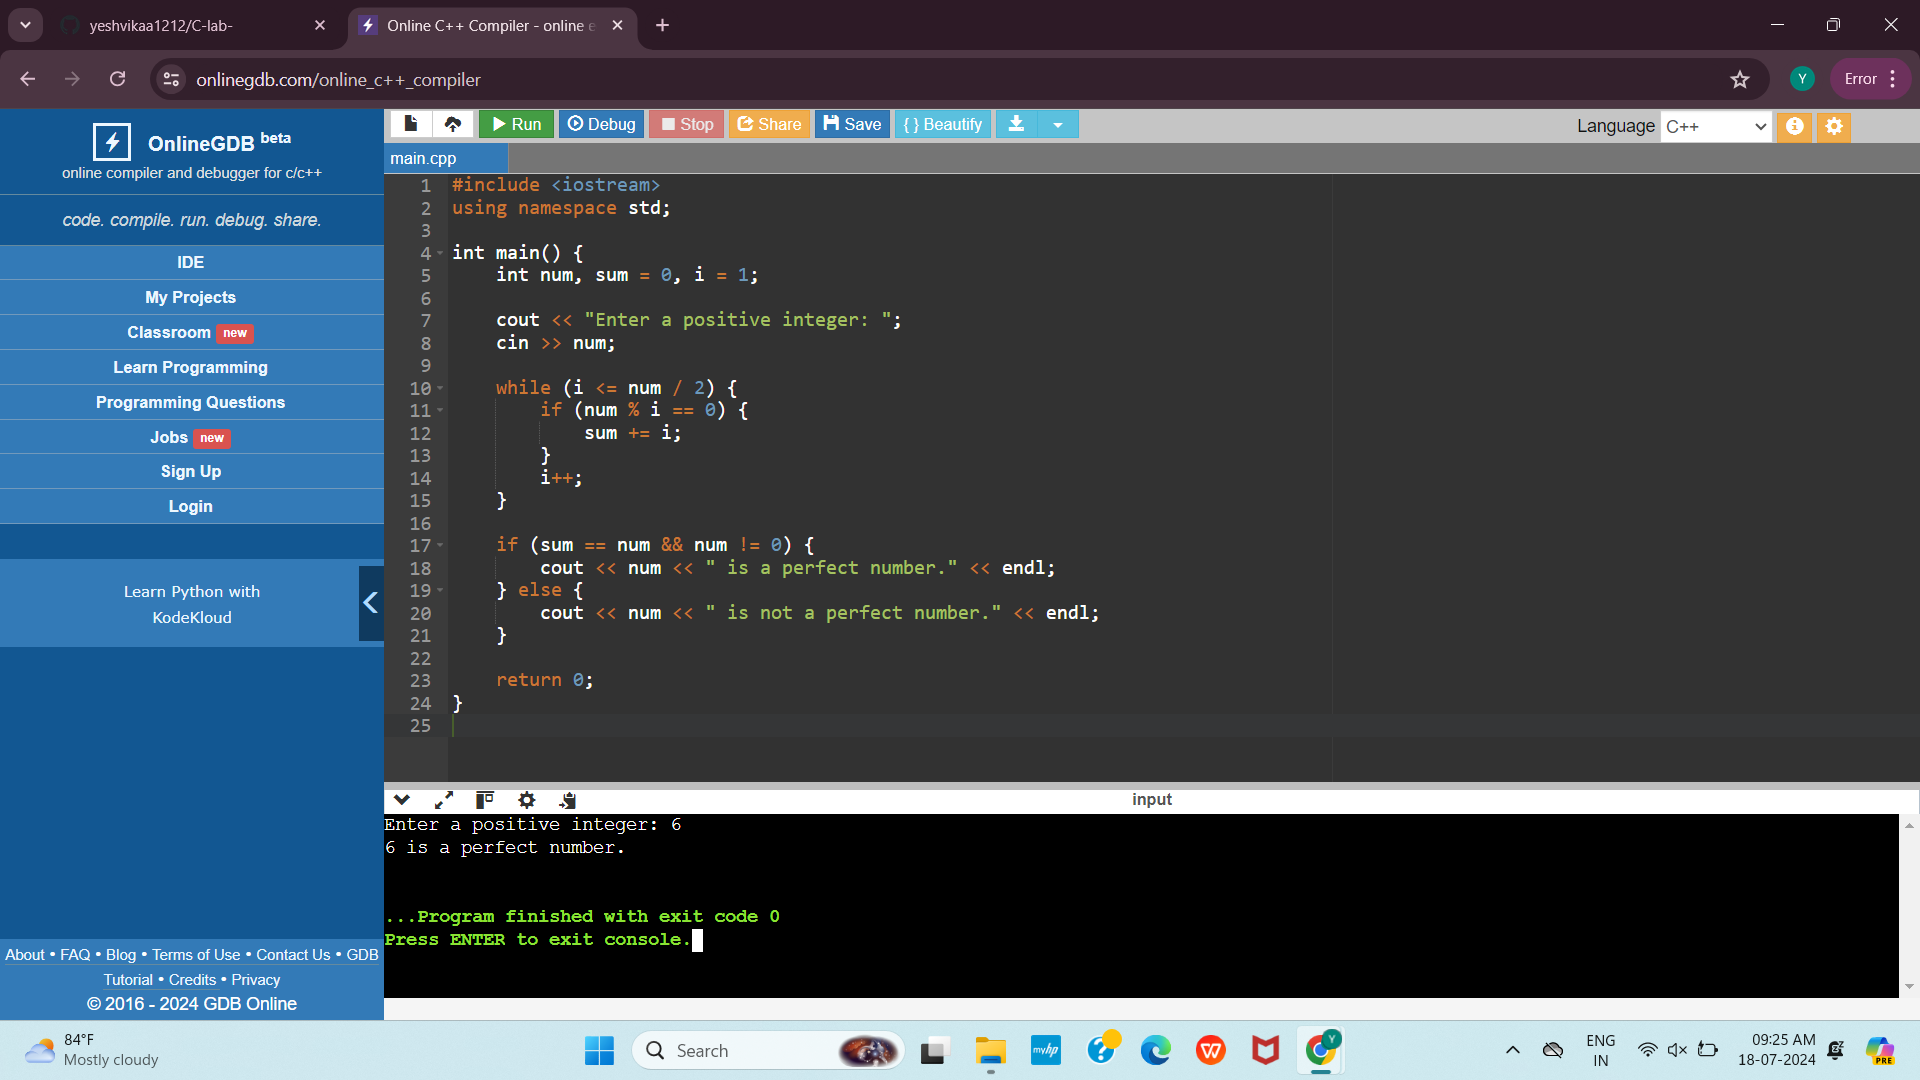 yeshvikaa1212/C-lab-
Online C++ Compiler - online e
onlinegdb.com/online_c++_compiler
Y
Error
OnlineGDB beta
online compiler and debugger for c/c++
code. compile. run. debug. share.
IDE
My Projects
Classroom new
Learn Programming
Programming Questions
Jobs new
Sign Up
Login
Learn Python with
KodeKloud
About • FAQ • Blog • Terms of Use • Contact Us • GDB
Tutorial • Credits • Privacy
© 2016 - 2024 GDB Online
Run Debug Stop Share Save { } Beautify
Language C++
main.cpp
1 #include <iostream>
2 using namespace std;
3
4 int main() {
5     int num, sum = 0, i = 1;
6
7     cout << "Enter a positive integer: ";
8     cin >> num;
9
10     while (i <= num / 2) {
11         if (num % i == 0) {
12             sum += i;
13         }
14         i++;
15     }
16
17     if (sum == num && num != 0) {
18         cout << num << " is a perfect number." << endl;
19     } else {
20         cout << num << " is not a perfect number." << endl;
21     }
22
23     return 0;
24 }
25
input
Enter a positive integer: 6
6 is a perfect number.
...Program finished with exit code 0
Press ENTER to exit console.
84°F
Mostly cloudy
Search
myhp
Y
ENG
IN
09:25 AM
18-07-2024
PRE